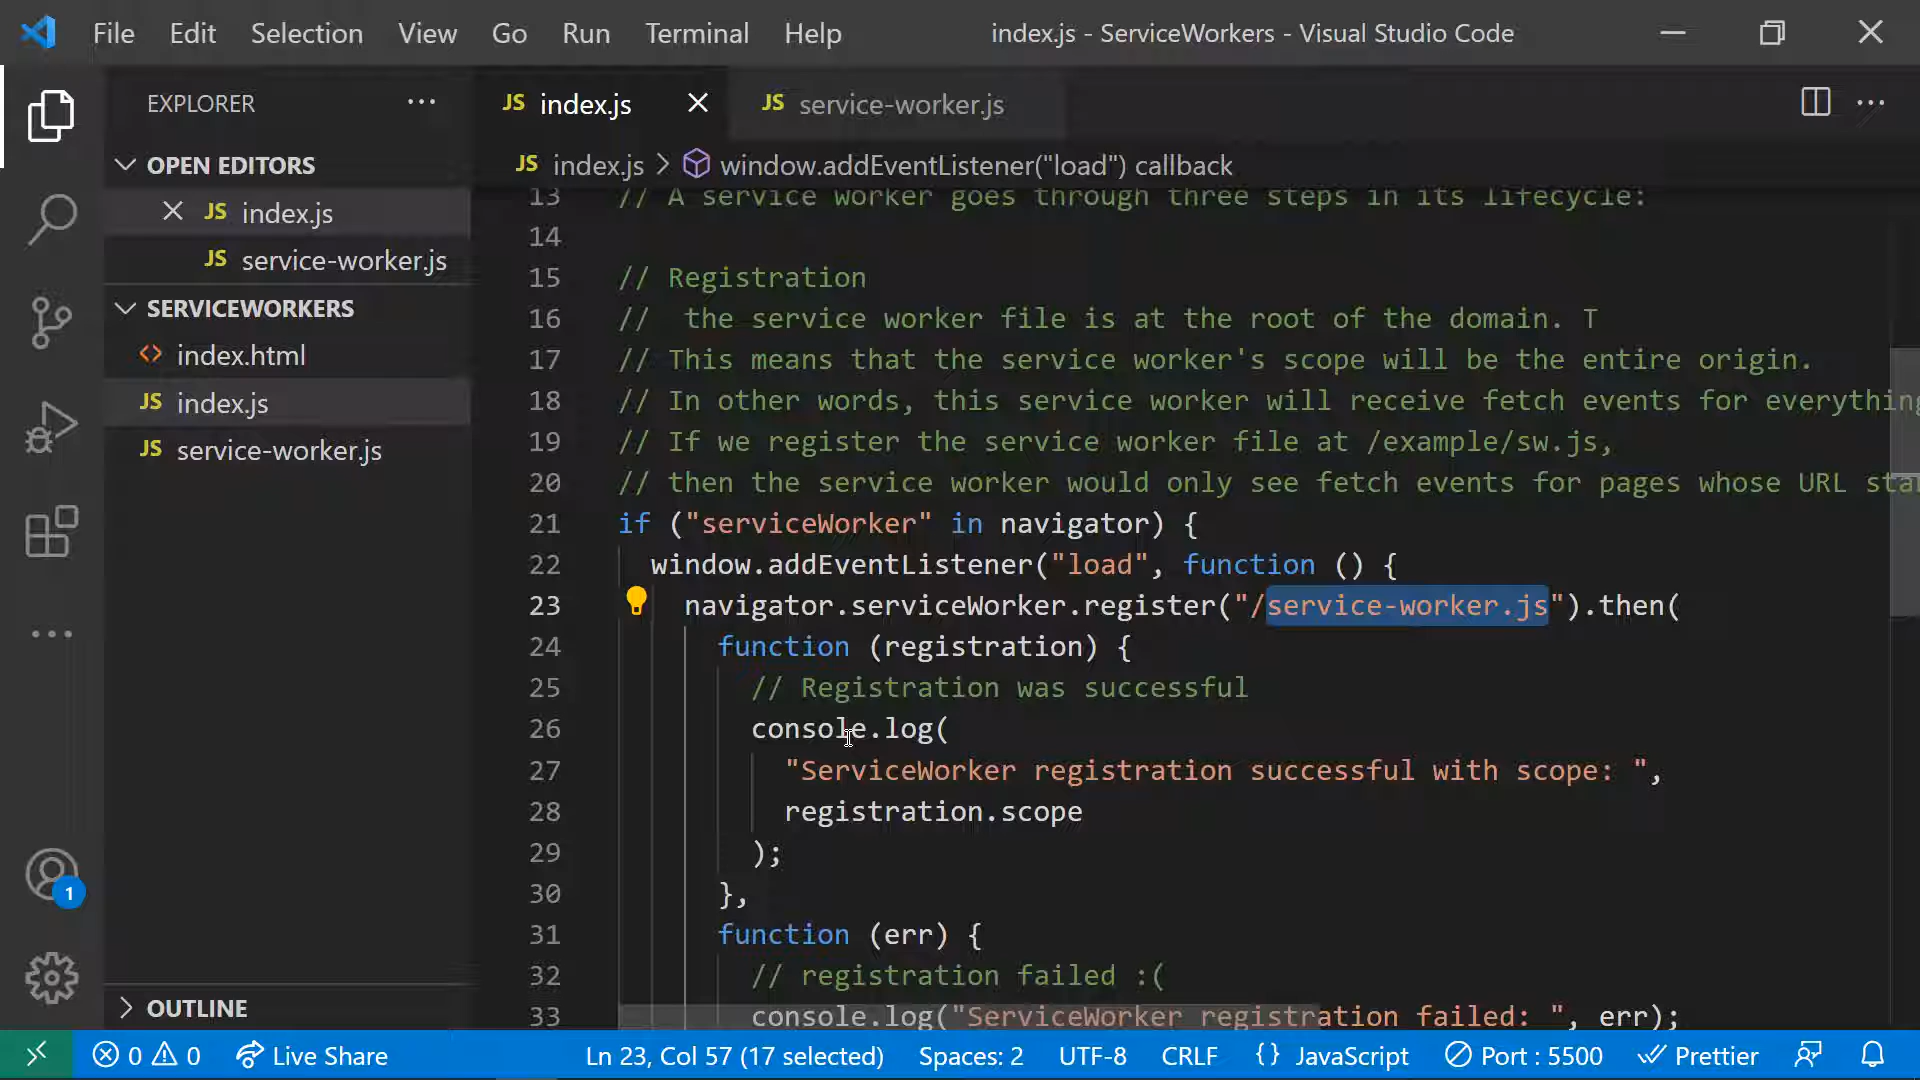 File Edit Selection View Go Run Terminal Help index.js - ServiceWorkers - Visual Studio Code
EXPLORER ...
JS index.js JS service-worker.js
OPEN EDITORS
JS index.js
JS service-worker.js
SERVICEWORKERS
<> index.html
JS index.js
JS service-worker.js
OUTLINE
1
JS index.js > window.addEventListener("load") callback
13 // A service worker goes through three steps in its lifecycle:
14
15 // Registration
16 //  the service worker file is at the root of the domain. T
17 // This means that the service worker's scope will be the entire origin.
18 // In other words, this service worker will receive fetch events for everything
19 // If we register the service worker file at /example/sw.js,
20 // then the service worker would only see fetch events for pages whose URL sta
21 if ("serviceWorker" in navigator) {
22   window.addEventListener("load", function () {
23     navigator.serviceWorker.register("/service-worker.js").then(
24       function (registration) {
25         // Registration was successful
26         console.log(
27           "ServiceWorker registration successful with scope: ",
28           registration.scope
29         );
30       },
31       function (err) {
32         // registration failed :(
33         console.log("ServiceWorker registration failed: ", err);
0 0 Live Share Ln 23, Col 57 (17 selected) Spaces: 2 UTF-8 CRLF {} JavaScript Port : 5500 Prettier